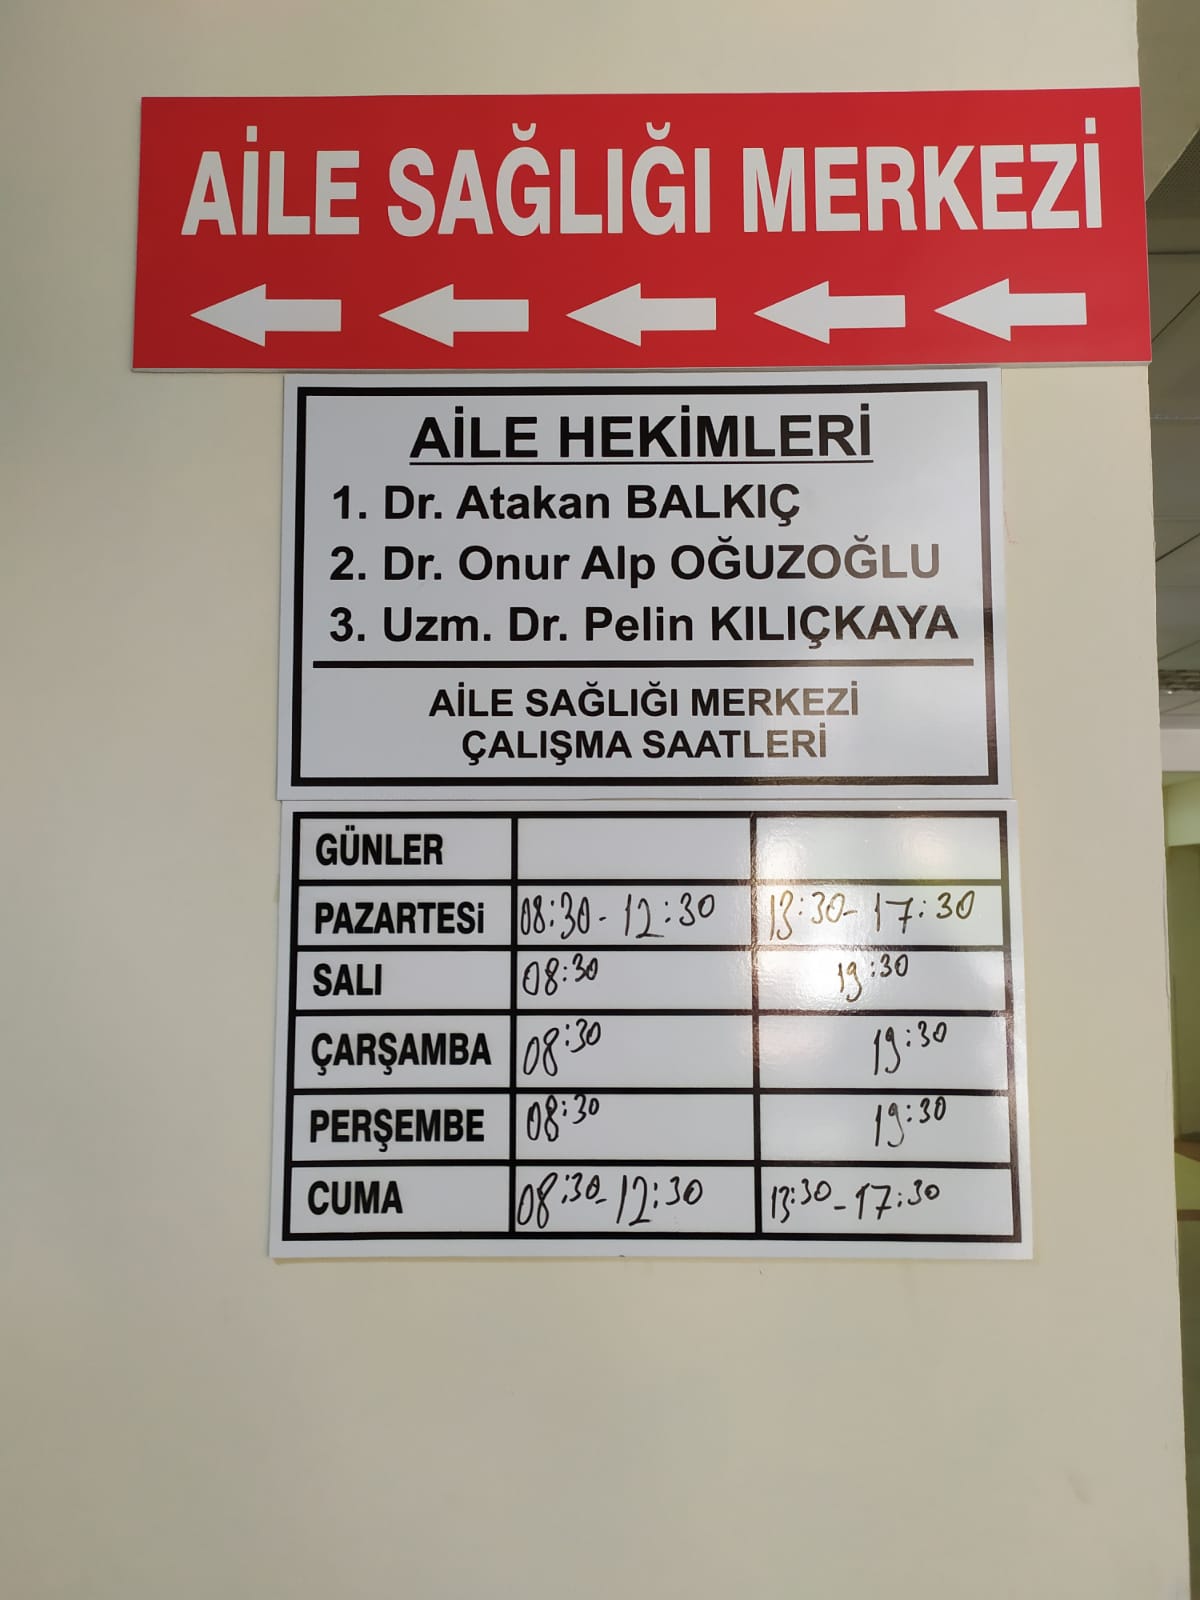 AİLE SAĞLIĞI MERKEZİ
AİLE HEKİMLERİ
1. Dr. Atakan BALKIÇ
2. Dr. Onur Alp OĞUZOĞLU
3. Uzm. Dr. Pelin KILIÇKAYA
AİLE SAĞLIĞI MERKEZİ
ÇALIŞMA SAATLERİ
GÜNLER
PAZARTESİ 08:30-12:30 13:30-17:30
SALI 08:30 19:30
ÇARŞAMBA 08:30 19:30
PERŞEMBE 08:30 19:30
CUMA 08:30-12:30 13:30-17:30